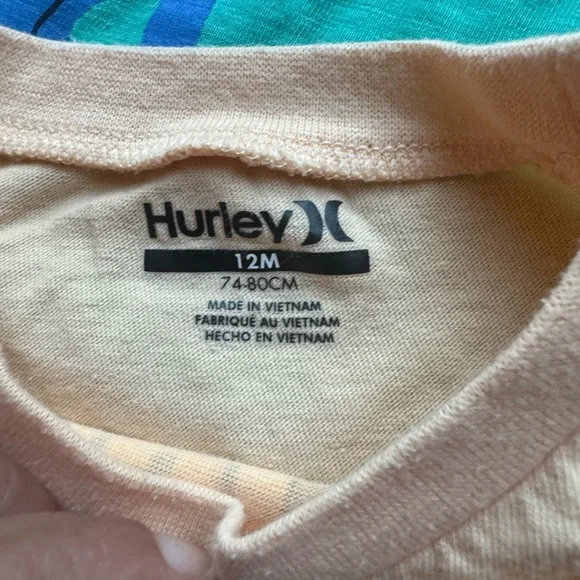 Hurley
12M
74-80CM
MADE IN VIETNAM
FABRIQUÉ AU VIETNAM
HECHO EN VIETNAM